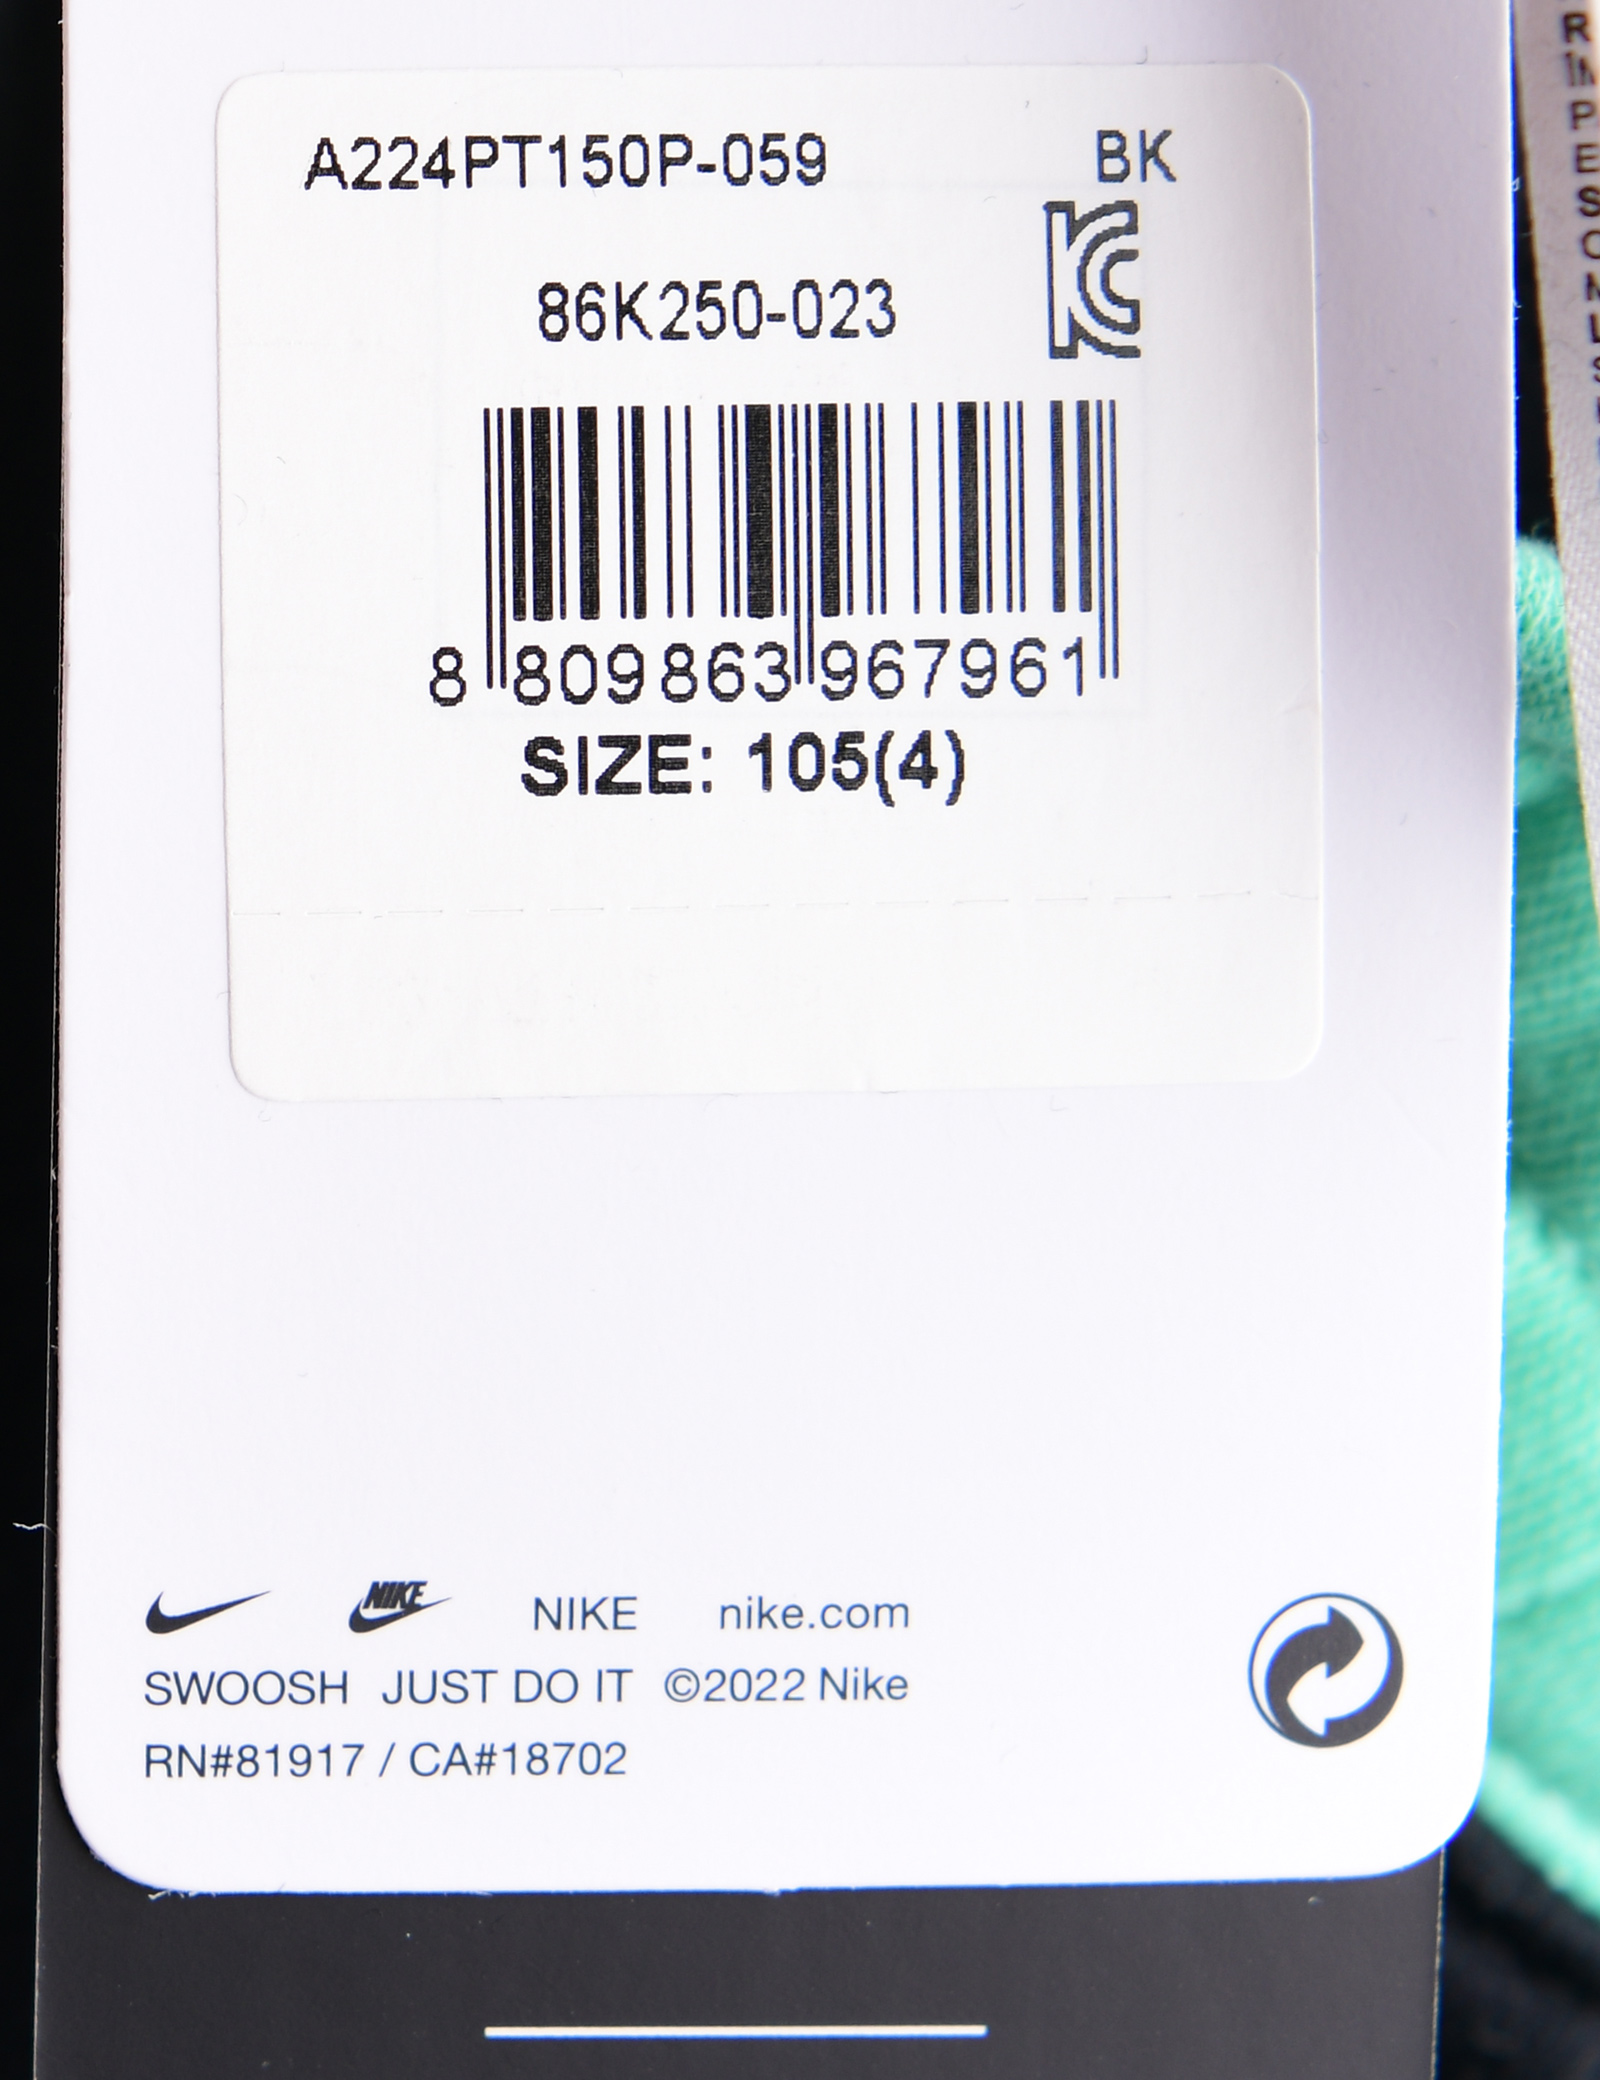 A224PT150P-059 BK
86K250-023
8 809863 967961
SIZE: 105(4)
NIKE NIKE nike.com
SWOOSH JUST DO IT ©2022 Nike
RN#81917 / CA#18702